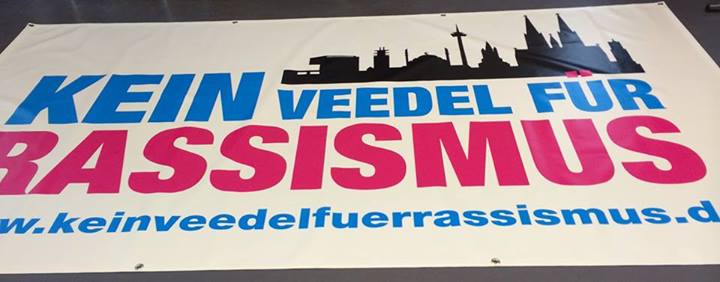 KEIN VEEDEL FÜR
RASSISMUS
w.keinveedelfuerrassismus.d